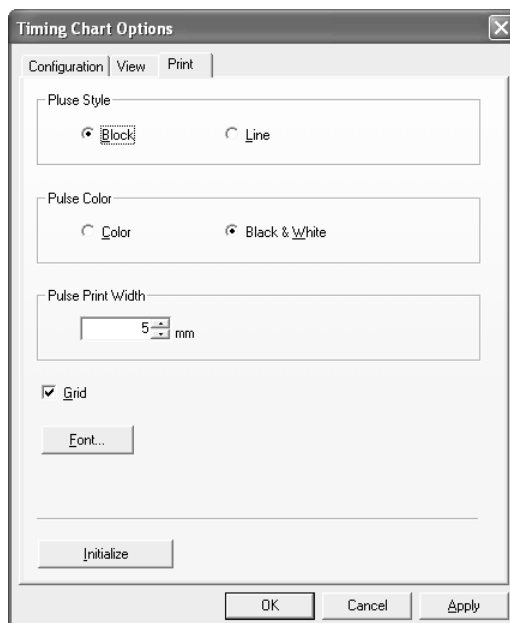 Timing Chart Options
Configuration View Print
Pluse Style
Block Line
Pulse Color
Color Black & White
Pulse Print Width
5 mm
Grid
Font...
Initialize
OK Cancel Apply